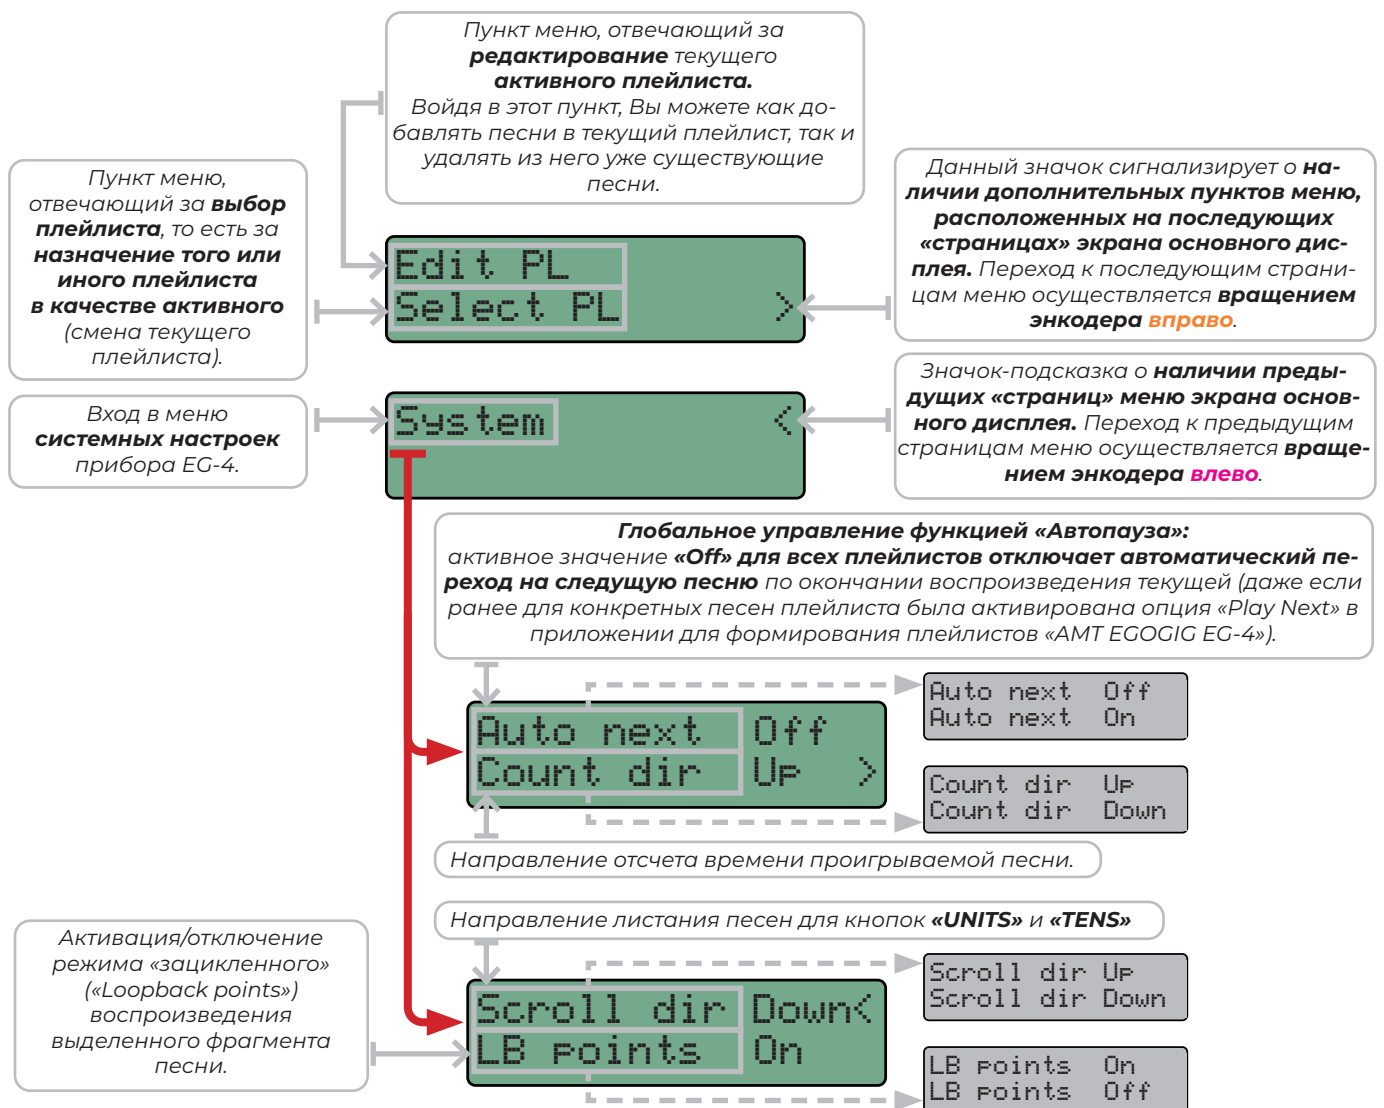 Пункт меню, отвечающий за
редактирование текущего
активного плейлиста.
Войдя в этот пункт, Вы можете как до-
бавлять песни в текущий плейлист, так и
удалять из него уже существующие
песни.
Пункт меню,
отвечающий за выбор
плейлиста, то есть за
назначение того или
иного плейлиста
в качестве активного
(смена текущего
плейлиста).
Данный значок сигнализирует о на-
личии дополнительных пунктов меню,
расположенных на последующих
«страницах» экрана основного дис-
плея. Переход к последующим страни-
цам меню осуществляется вращением
энкодера вправо.
Edit PL
Select PL >
Вход в меню
системных настроек
прибора EG-4.
System <
Значок-подсказка о наличии преды-
дущих «страниц» меню экрана основ-
ного дисплея. Переход к предыдущим
страницам меню осуществляется враще-
нием энкодера влево.
Глобальное управление функцией «Автопауза»:
активное значение «Off» для всех плейлистов отключает автоматический пе-
реход на следущую песню по окончании воспроизведения текущей (даже если
ранее для конкретных песен плейлиста была активирована опция «Play Next» в
приложении для формирования плейлистов «AMT EGOGIG EG-4»).
Auto next Off
Count dir Up >
Auto next Off
Auto next On
Count dir Up
Count dir Down
Направление отсчета времени проигрываемой песни.
Направление листания песен для кнопок «UNITS» и «TENS»
Активация/отключение
режима «зацикленного»
(«Loopback points»)
воспроизведения
выделенного фрагмента
песни.
Scroll dir Down<
LB points On
Scroll dir Up
Scroll dir Down
LB points On
LB points Off